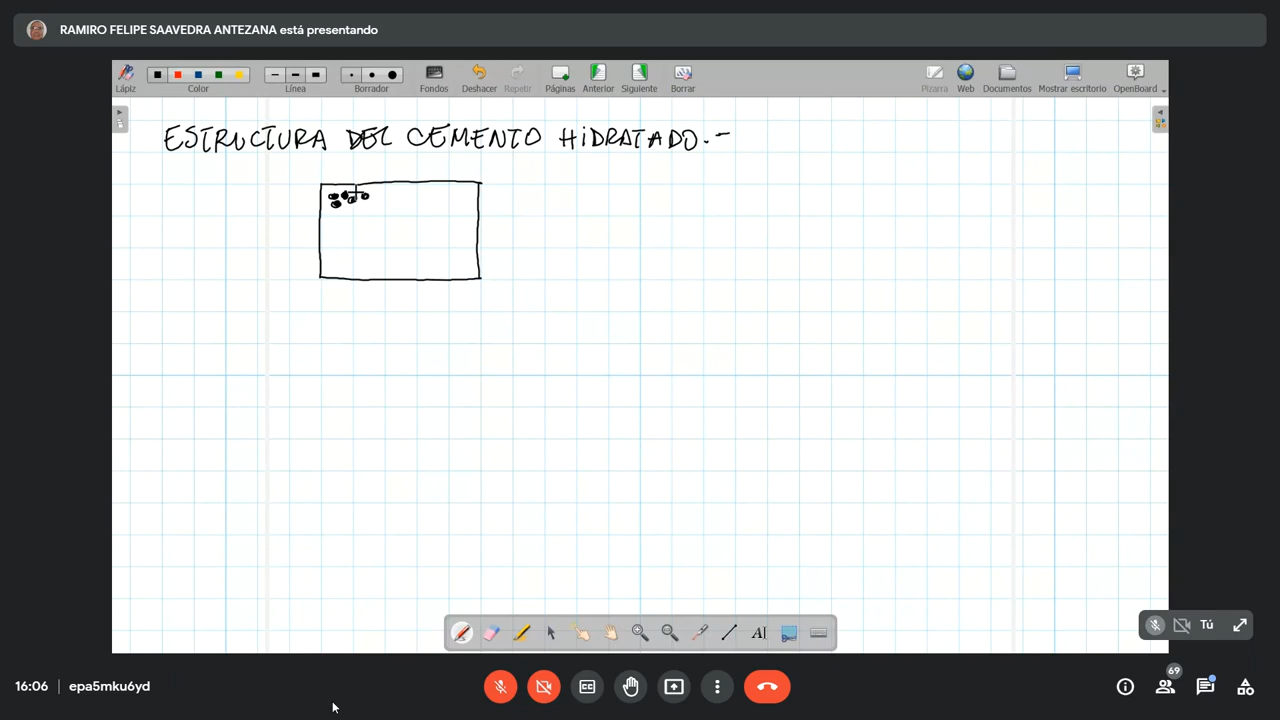 RAMIRO FELIPE SAAVEDRA ANTEZANA está presentando
Lápiz Color Línea Borrador Fondos Deshacer Repetir Páginas Anterior Siguiente Borrar Pizarra Web Documentos Mostrar escritorio OpenBoard
ESTRUCTURA DEL CEMENTO HiDRATADO.-
AI
Tú
69
16:06 | epa5mku6yd